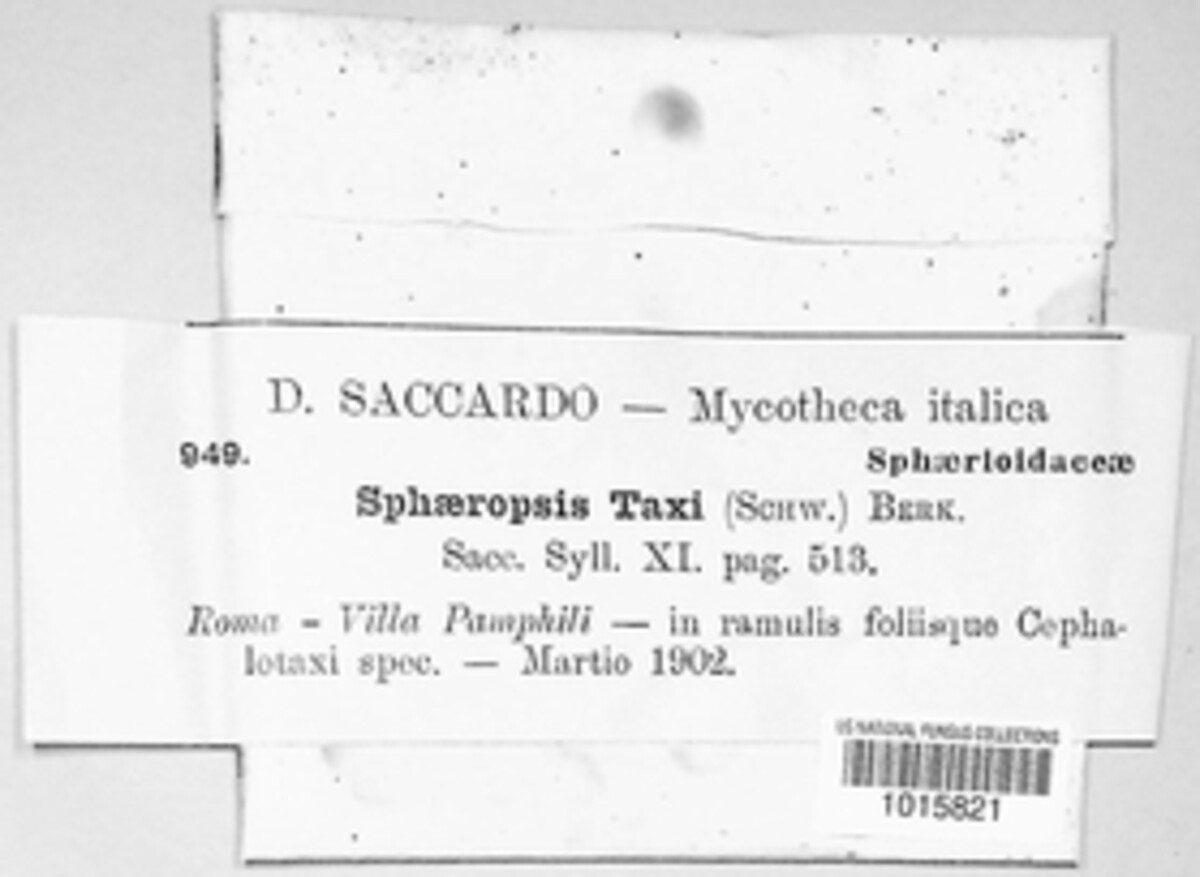 D. SACCARDO — Mycotheca italica
949.
Sphærioidaceæ
Sphæropsis Taxi (SCHW.) BERK.
Sacc. Syll. XI. pag. 513.
Roma - Villa Pamphili — in ramulis foliisque Cepha-
lotaxi spec. — Martio 1902.
US NATIONAL FUNGUS COLLECTIONS
1015821